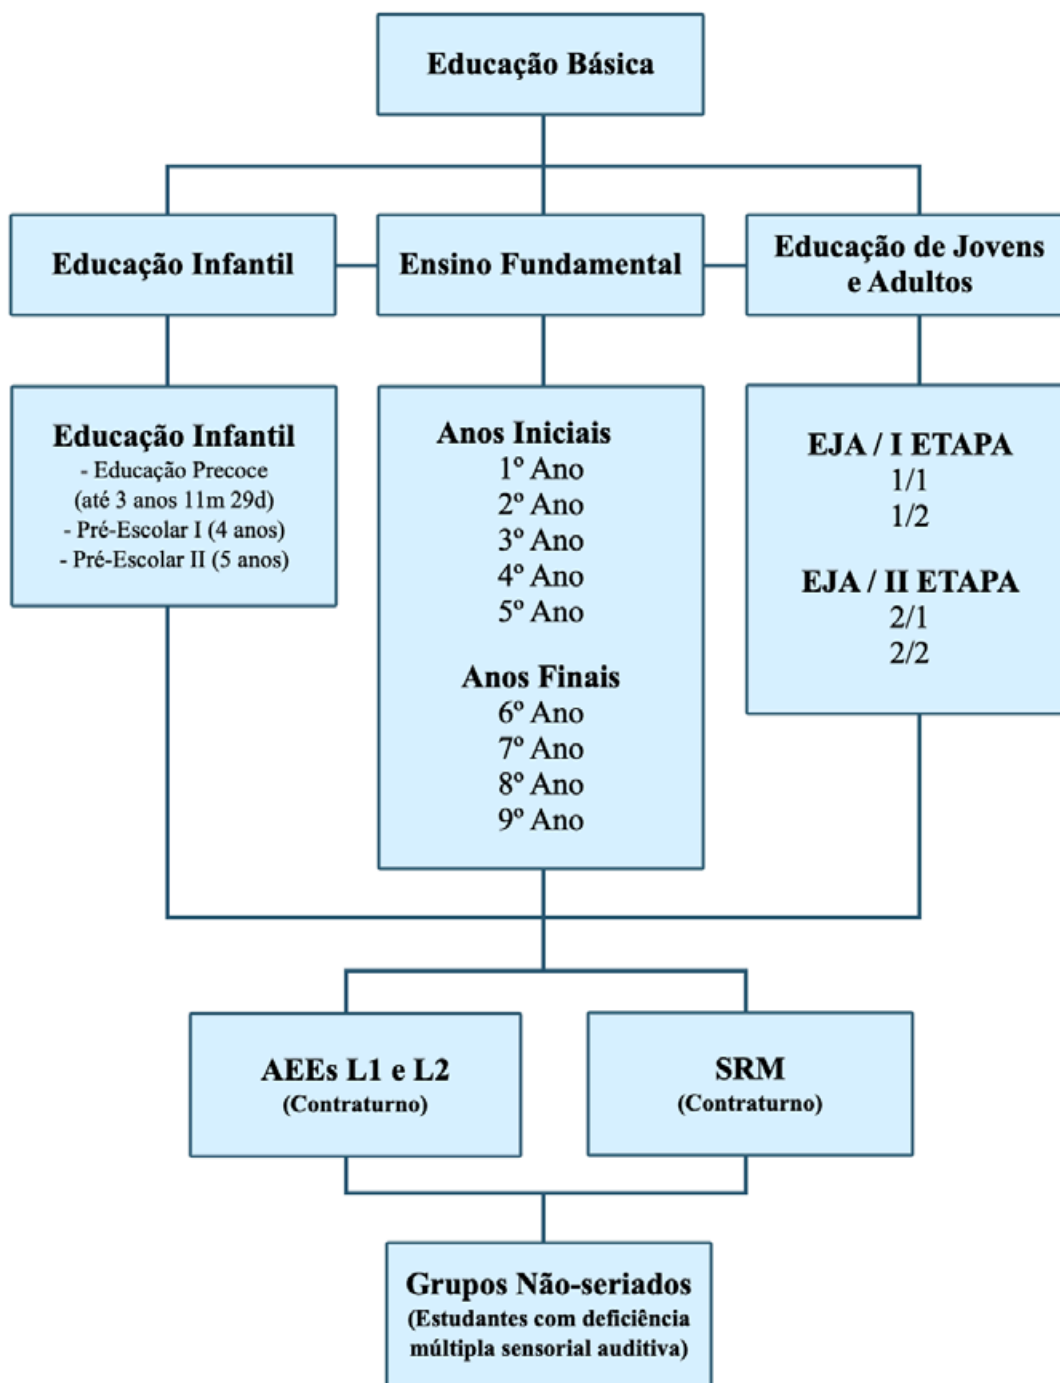 Educação Básica
Educação Infantil
Ensino Fundamental
Educação de Jovens
e Adultos
Educação Infantil
- Educação Precoce
(até 3 anos 11m 29d)
- Pré-Escolar I (4 anos)
- Pré-Escolar II (5 anos)
Anos Iniciais
1º Ano
2º Ano
3º Ano
4º Ano
5º Ano
Anos Finais
6º Ano
7º Ano
8º Ano
9º Ano
EJA / I ETAPA
1/1
1/2
EJA / II ETAPA
2/1
2/2
AEEs L1 e L2
(Contraturno)
SRM
(Contraturno)
Grupos Não-seriados
(Estudantes com deficiência
múltipla sensorial auditiva)